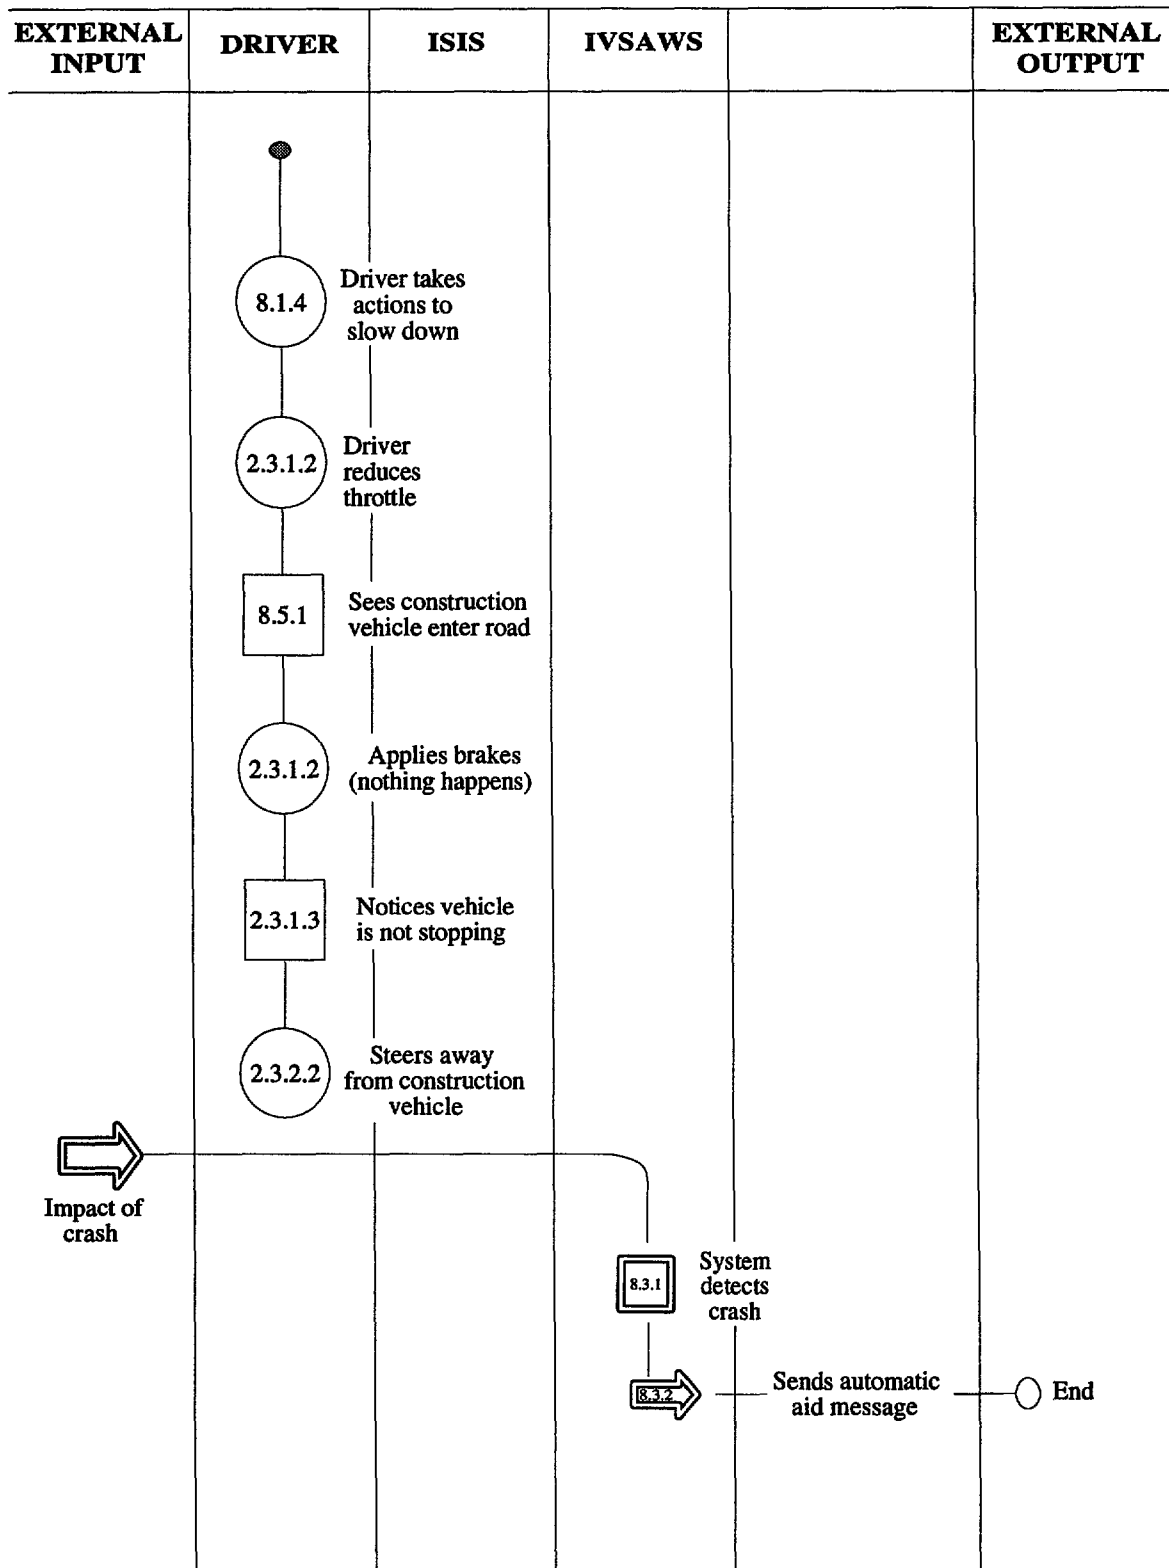 EXTERNAL
INPUT
DRIVER
ISIS
IVSAWS
EXTERNAL
OUTPUT
8.1.4
Driver takes
actions to
slow down
2.3.1.2
Driver
reduces
throttle
8.5.1
Sees construction
vehicle enter road
2.3.1.2
Applies brakes
(nothing happens)
2.3.1.3
Notices vehicle
is not stopping
2.3.2.2
Steers away
from construction
vehicle
Impact of
crash
8.3.1
System
detects
crash
8.3.2
Sends automatic
aid message
End